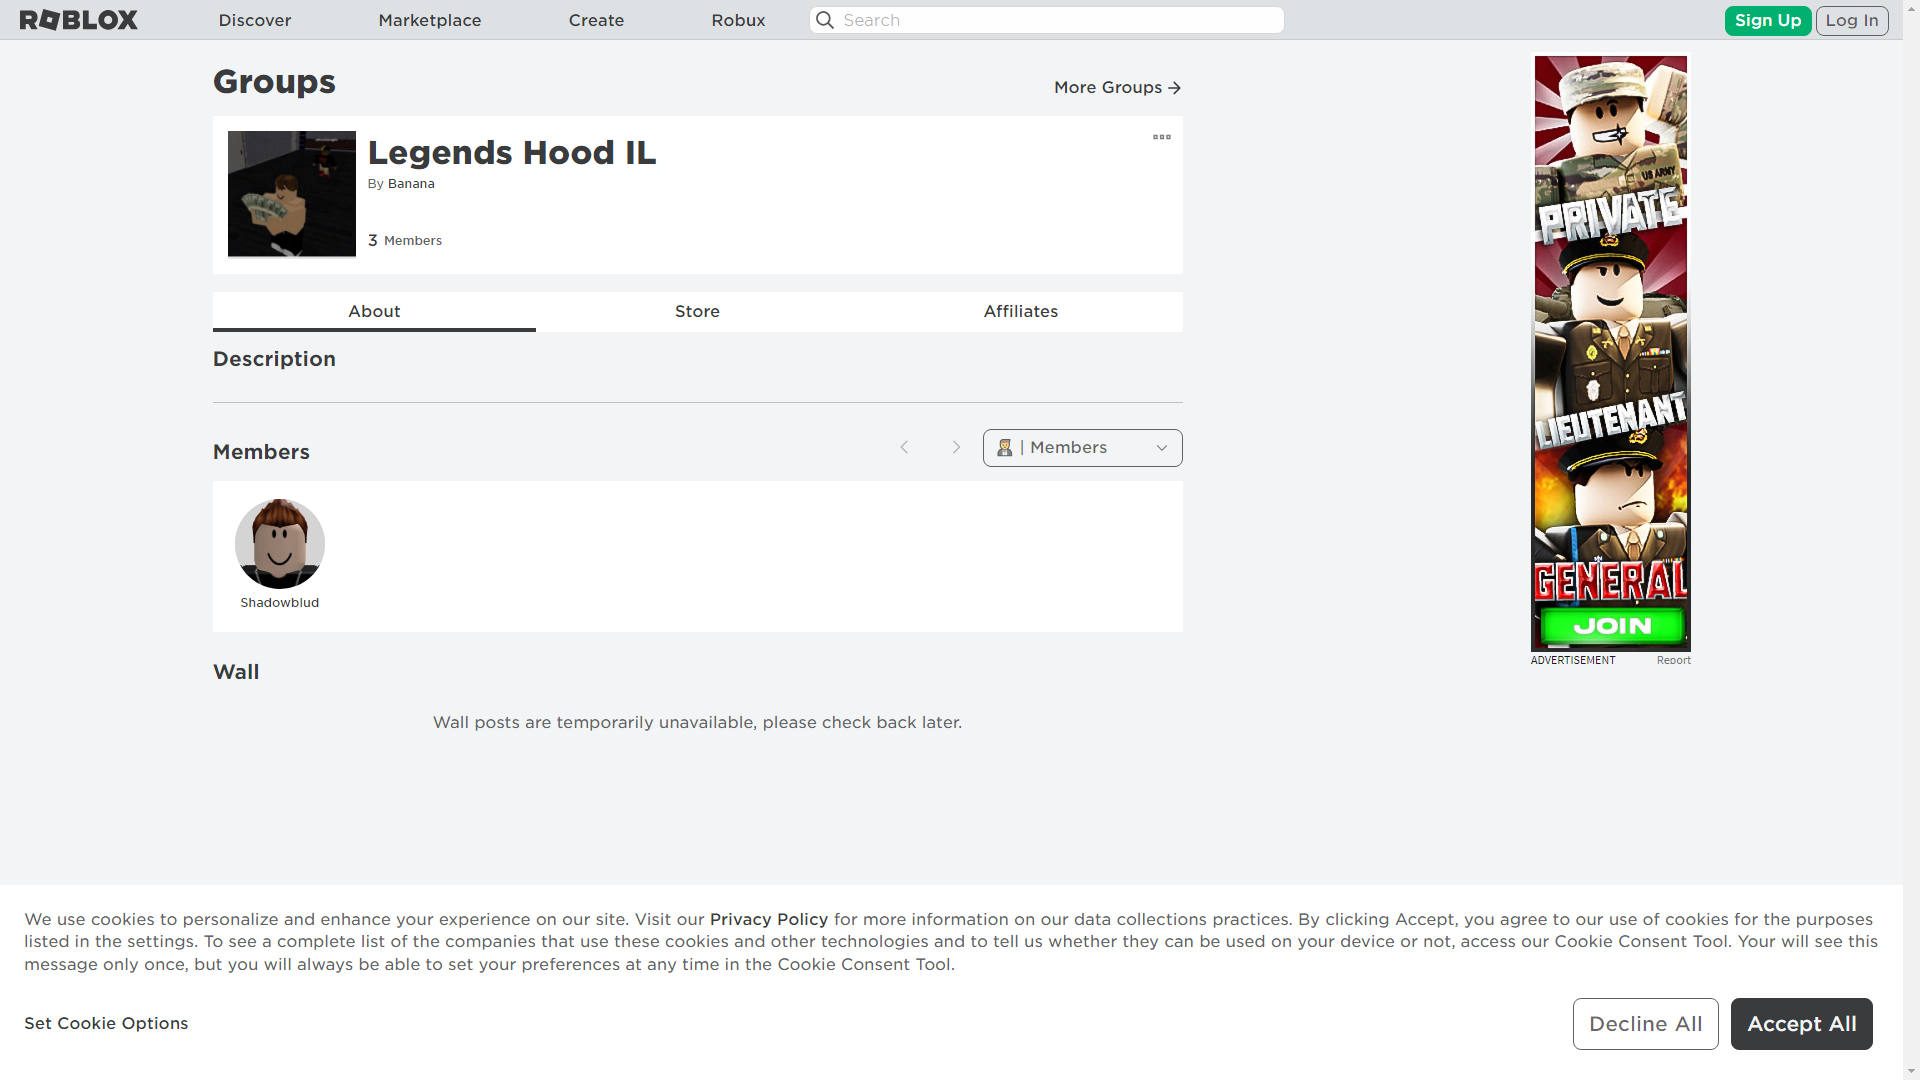 ROBLOX
Discover
Marketplace
Create
Robux
Search
Sign Up
Log In
Groups
More Groups
Legends Hood IL
By Banana
3 Members
About
Store
Affiliates
Description
Members
| Members
Shadowblud
Wall
Wall posts are temporarily unavailable, please check back later.
US ARMY
PRIVATE
LIEUTENANT
GENERAL
JOIN
ADVERTISEMENT
Report
We use cookies to personalize and enhance your experience on our site. Visit our Privacy Policy for more information on our data collections practices. By clicking Accept, you agree to our use of cookies for the purposes
listed in the settings. To see a complete list of the companies that use these cookies and other technologies and to tell us whether they can be used on your device or not, access our Cookie Consent Tool. Your will see this
message only once, but you will always be able to set your preferences at any time in the Cookie Consent Tool.
Set Cookie Options
Decline All
Accept All